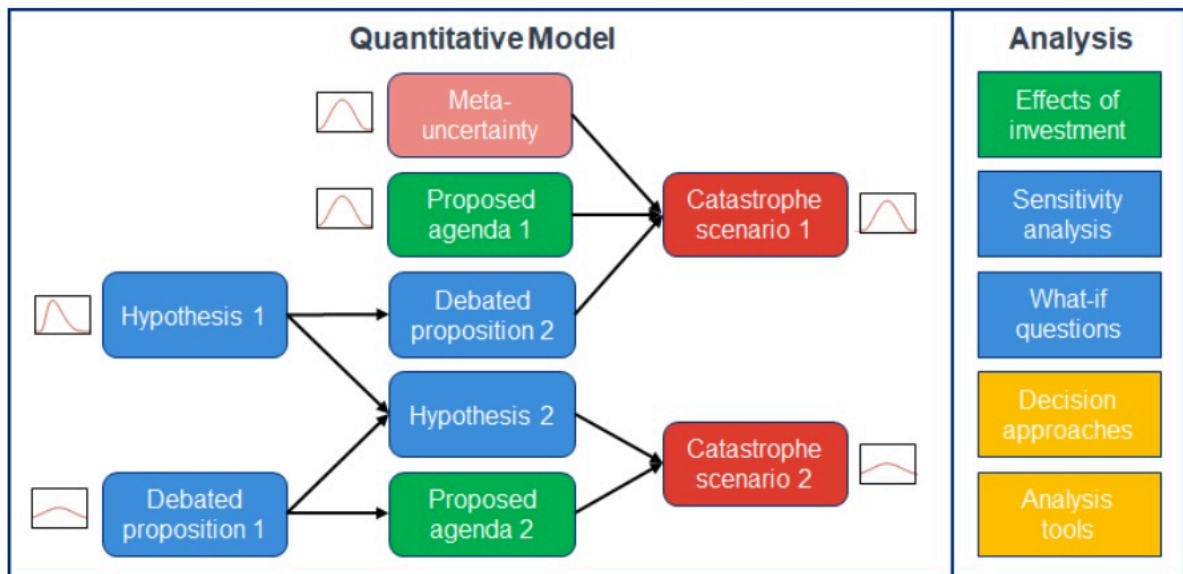 Quantitative Model
Meta-
uncertainty
Proposed
agenda 1
Catastrophe
scenario 1
Hypothesis 1
Debated
proposition 2
Hypothesis 2
Catastrophe
scenario 2
Debated
proposition 1
Proposed
agenda 2
Analysis
Effects of
investment
Sensitivity
analysis
What-if
questions
Decision
approaches
Analysis
tools